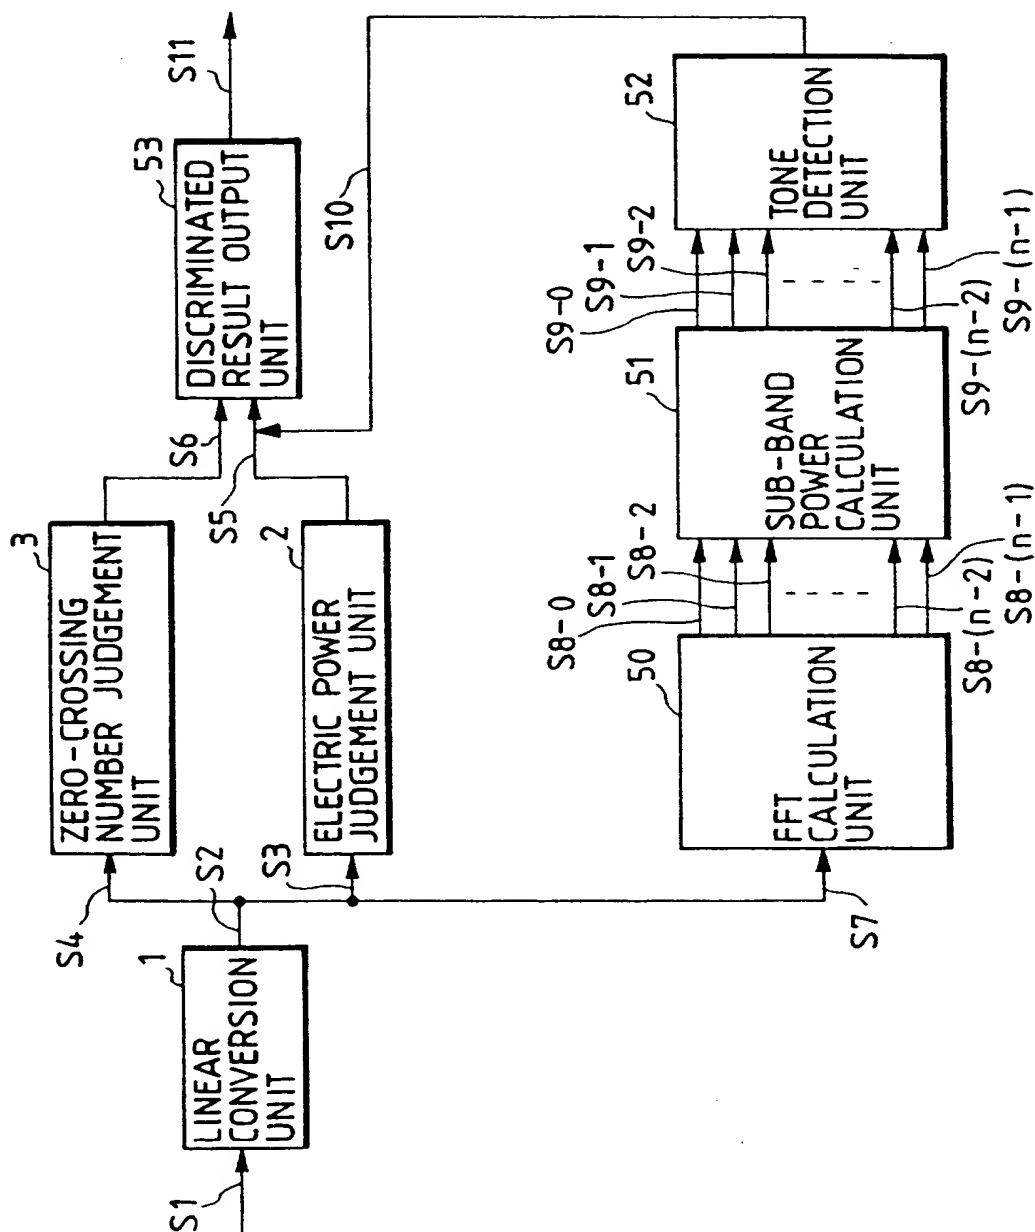 S1
1
LINEAR
CONVERSION
UNIT
S2
S4
3
ZERO-CROSSING
NUMBER JUDGEMENT
UNIT
S3
2
ELECTRIC POWER
JUDGEMENT UNIT
S6
S5
53
DISCRIMINATED
RESULT OUTPUT
UNIT
S11
S10
S7
50
FFT
CALCULATION
UNIT
S8-0
S8-1
S8-2
S8-(n-2)
S8-(n-1)
51
SUB-BAND
POWER
CALCULATION
UNIT
S9-0
S9-1
S9-2
S9-(n-2)
S9-(n-1)
52
TONE
DETECTION
UNIT